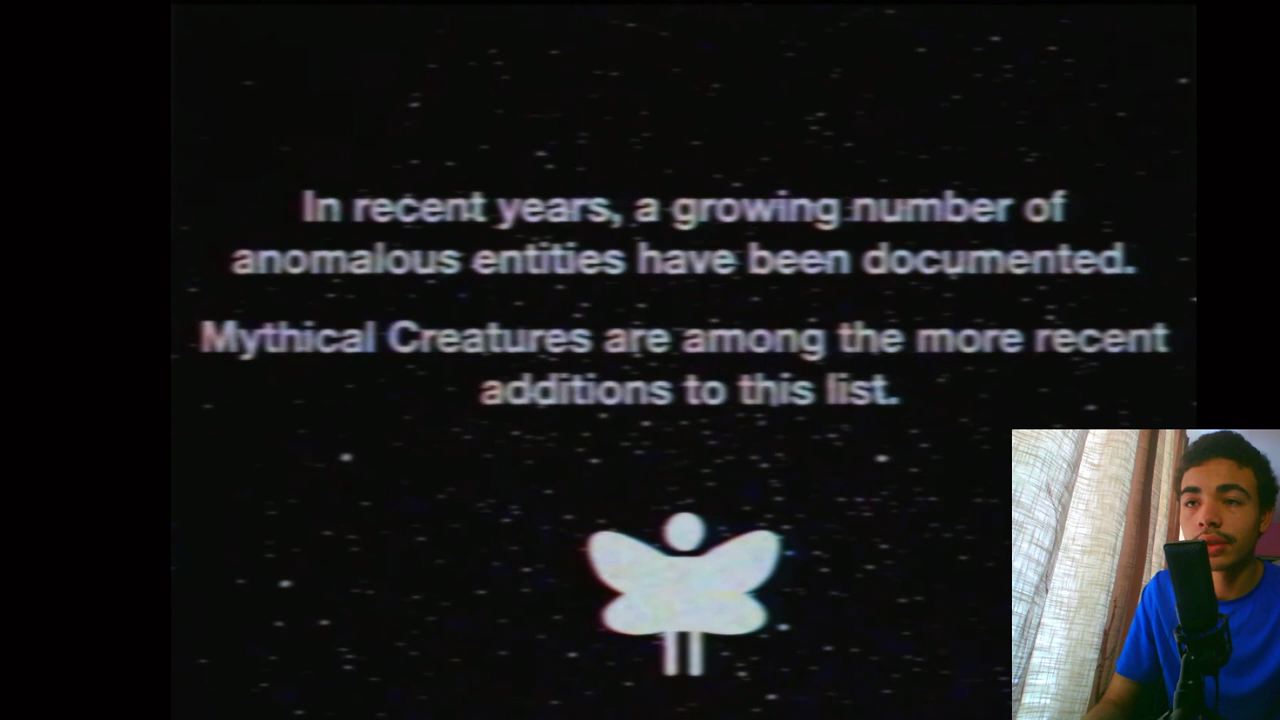 In recent years, a growing number of
anomalous entities have been documented.
Mythical Creatures are among the more recent
additions to this list.